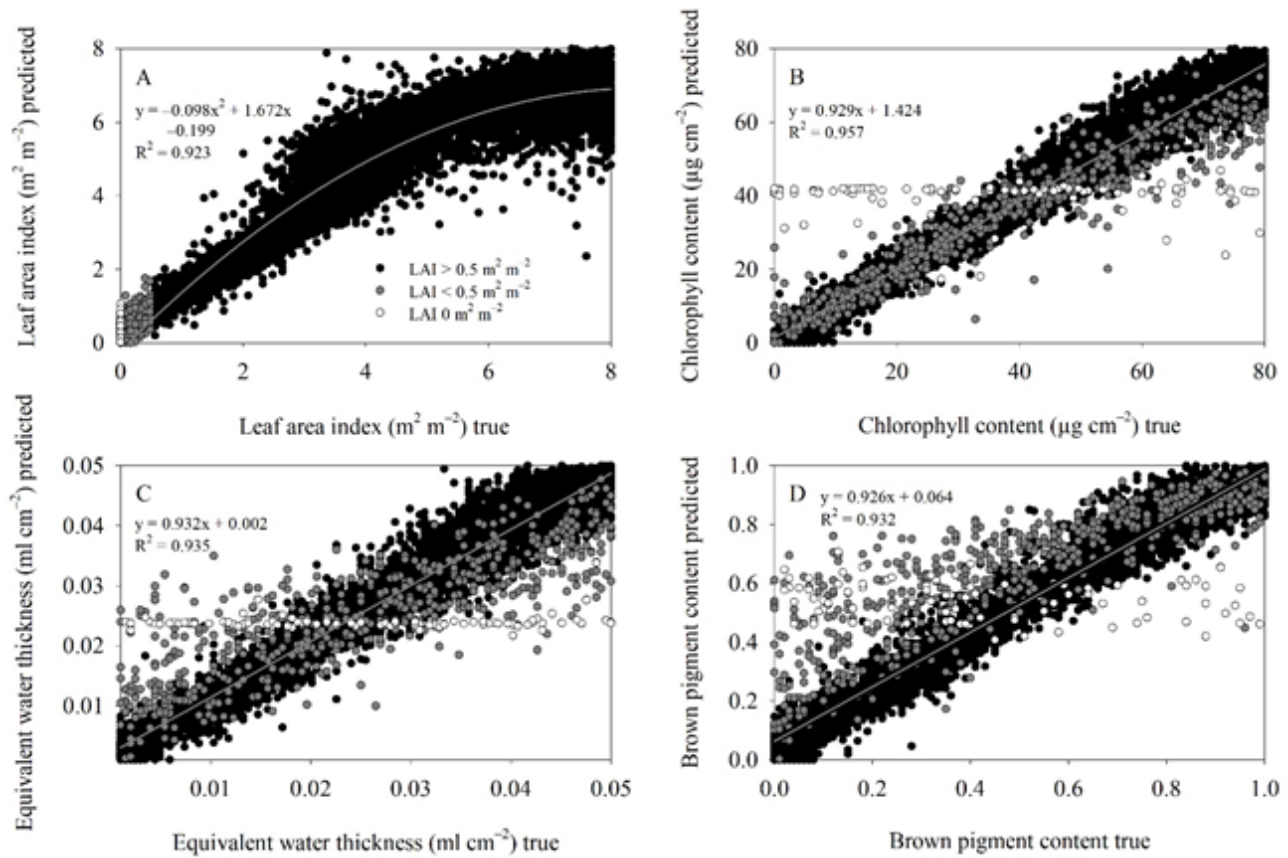 A
y = –0.098x² + 1.672x
–0.199
R² = 0.923
8
6
4
2
0
0 2 4 6 8
LAI > 0.5 m² m⁻²
LAI < 0.5 m² m⁻²
LAI 0 m² m⁻²
Leaf area index (m² m⁻²) predicted
Leaf area index (m² m⁻²) true
B
y = 0.929x + 1.424
R² = 0.957
80
60
40
20
0
0 20 40 60 80
Chlorophyll content (µg cm⁻²) predicted
Chlorophyll content (µg cm⁻²) true
C
y = 0.932x + 0.002
R² = 0.935
0.05
0.04
0.03
0.02
0.01
0.01 0.02 0.03 0.04 0.05
Equivalent water thickness (ml cm⁻²) predicted
Equivalent water thickness (ml cm⁻²) true
D
y = 0.926x + 0.064
R² = 0.932
1.0
0.8
0.6
0.4
0.2
0.0
0.0 0.2 0.4 0.6 0.8 1.0
Brown pigment content predicted
Brown pigment content true